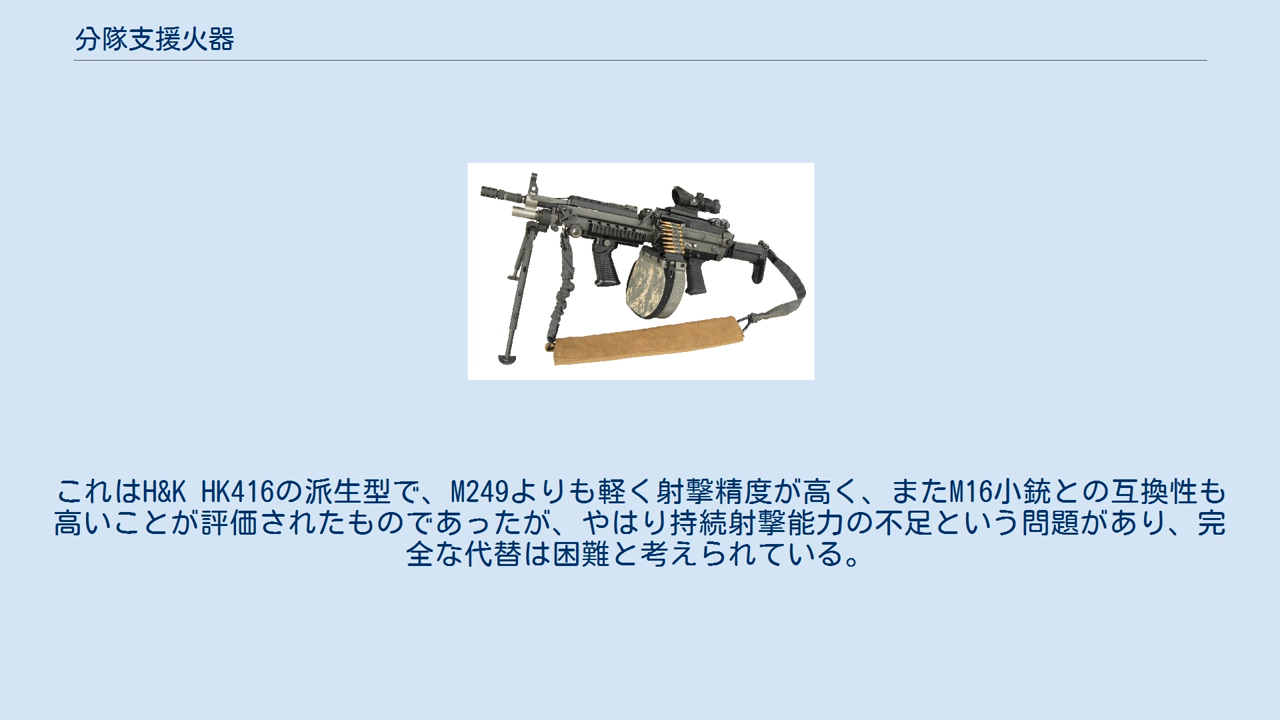 分隊支援火器
これはH&K HK416の派生型で、M249よりも軽く射撃精度が高く、またM16小銃との互換性も
高いことが評価されたものであったが、やはり持続射撃能力の不足という問題があり、完
全な代替は困難と考えられている。